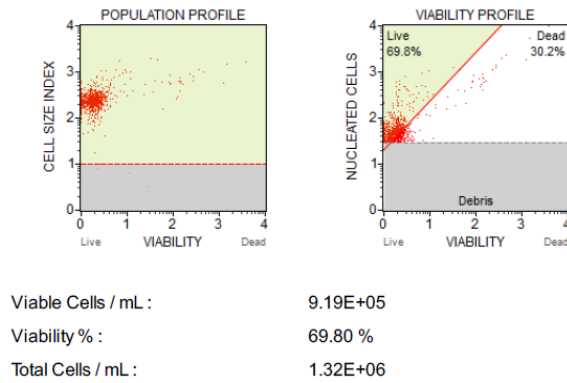 POPULATION PROFILE
4
3
2
1
0
CELL SIZE INDEX
0 1 2 3 4
Live VIABILITY Dead
VIABILITY PROFILE
4
3
2
1
0
NUCLEATED CELLS
Live
69.8%
Dead
30.2%
Debris
0 1 2 3 4
Live VIABILITY Dead
Viable Cells / mL : 9.19E+05
Viability % : 69.80 %
Total Cells / mL : 1.32E+06